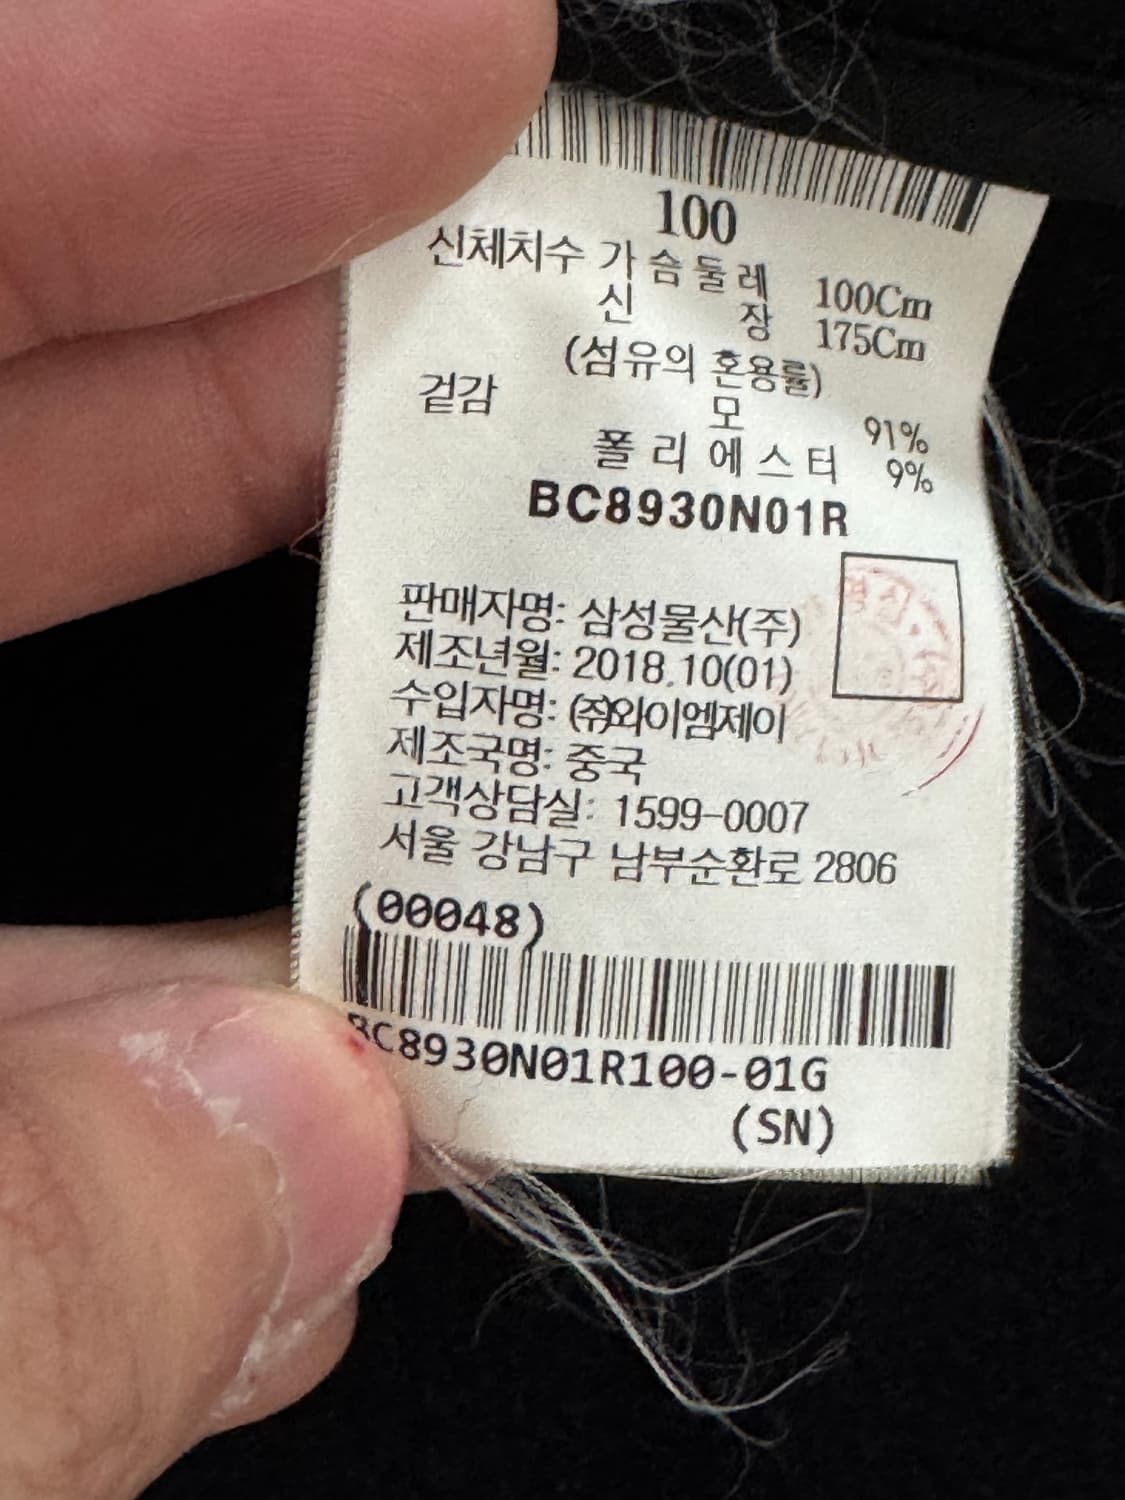 100
신체치수 가슴둘레 100Cm
신 장 175Cm
(섬유의 혼용률)
겉감 모 91%
폴리에스터 9%
BC8930N01R
판매자명: 삼성물산(주)
제조년월: 2018.10(01)
수입자명: (주)와이엠제이
제조국명: 중국
고객상담실: 1599-0007
서울 강남구 남부순환로 2806
(00048)
BC8930N01R100-01G
(SN)